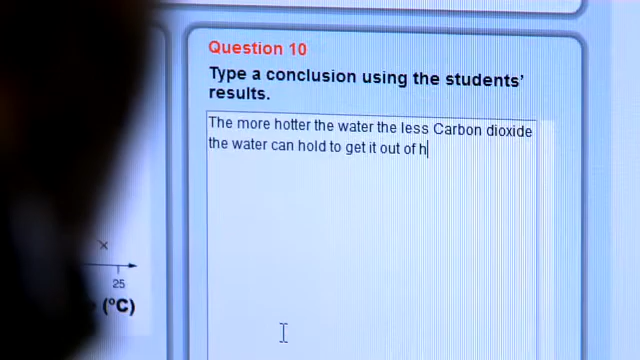 Question 10
Type a conclusion using the students'
results.
The more hotter the water the less Carbon dioxide
the water can hold to get it out of h
25
(°C)